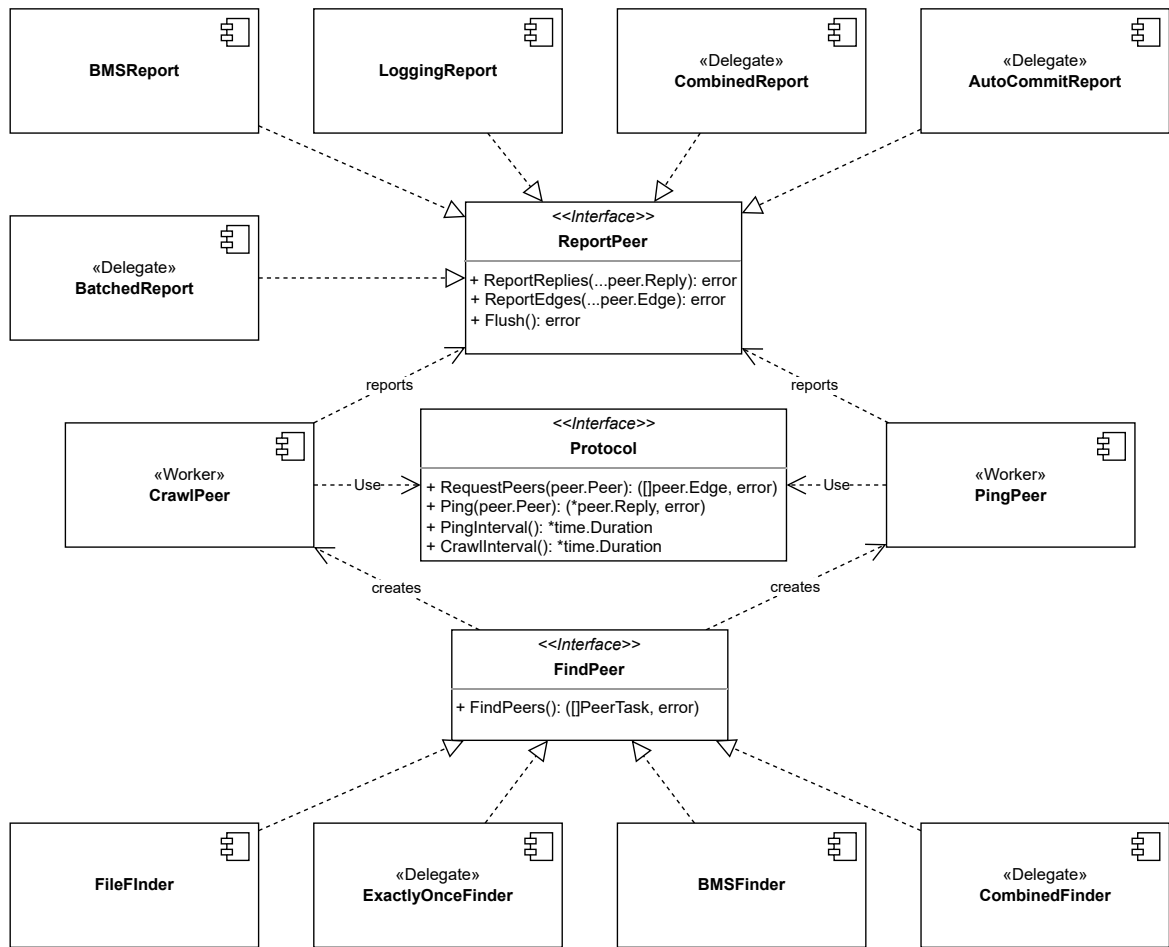 BMSReport
LoggingReport
«Delegate»
CombinedReport
«Delegate»
AutoCommitReport
<<Interface>>
ReportPeer
+ ReportReplies(...peer.Reply): error
+ ReportEdges(...peer.Edge): error
+ Flush(): error
«Delegate»
BatchedReport
reports
reports
<<Interface>>
Protocol
+ RequestPeers(peer.Peer): ([]peer.Edge, error)
+ Ping(peer.Peer): (*peer.Reply, error)
+ PingInterval(): *time.Duration
+ CrawlInterval(): *time.Duration
«Worker»
CrawlPeer
Use
Use
«Worker»
PingPeer
creates
creates
<<Interface>>
FindPeer
+ FindPeers(): ([]PeerTask, error)
FileFInder
«Delegate»
ExactlyOnceFinder
BMSFinder
«Delegate»
CombinedFinder